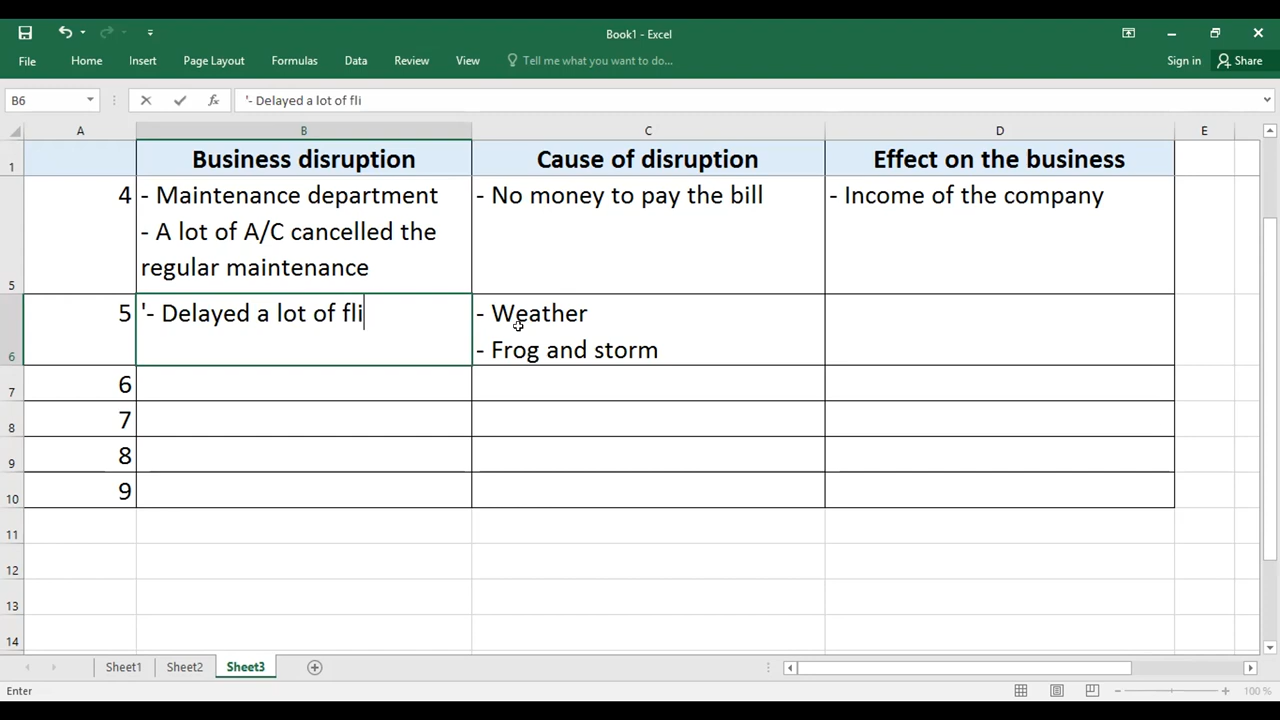 Book1 - Excel
File Home Insert Page Layout Formulas Data Review View Tell me what you want to do... Sign in Share
B6 fx '- Delayed a lot of fli
A B C D E
1 Business disruption Cause of disruption Effect on the business
4 - Maintenance department - No money to pay the bill - Income of the company
- A lot of A/C cancelled the
regular maintenance
5
5 '- Delayed a lot of fli - Weather
6 - Frog and storm
7 6
8 7
9 8
10 9
11
12
13
14
Sheet1 Sheet2 Sheet3
Enter 100 %